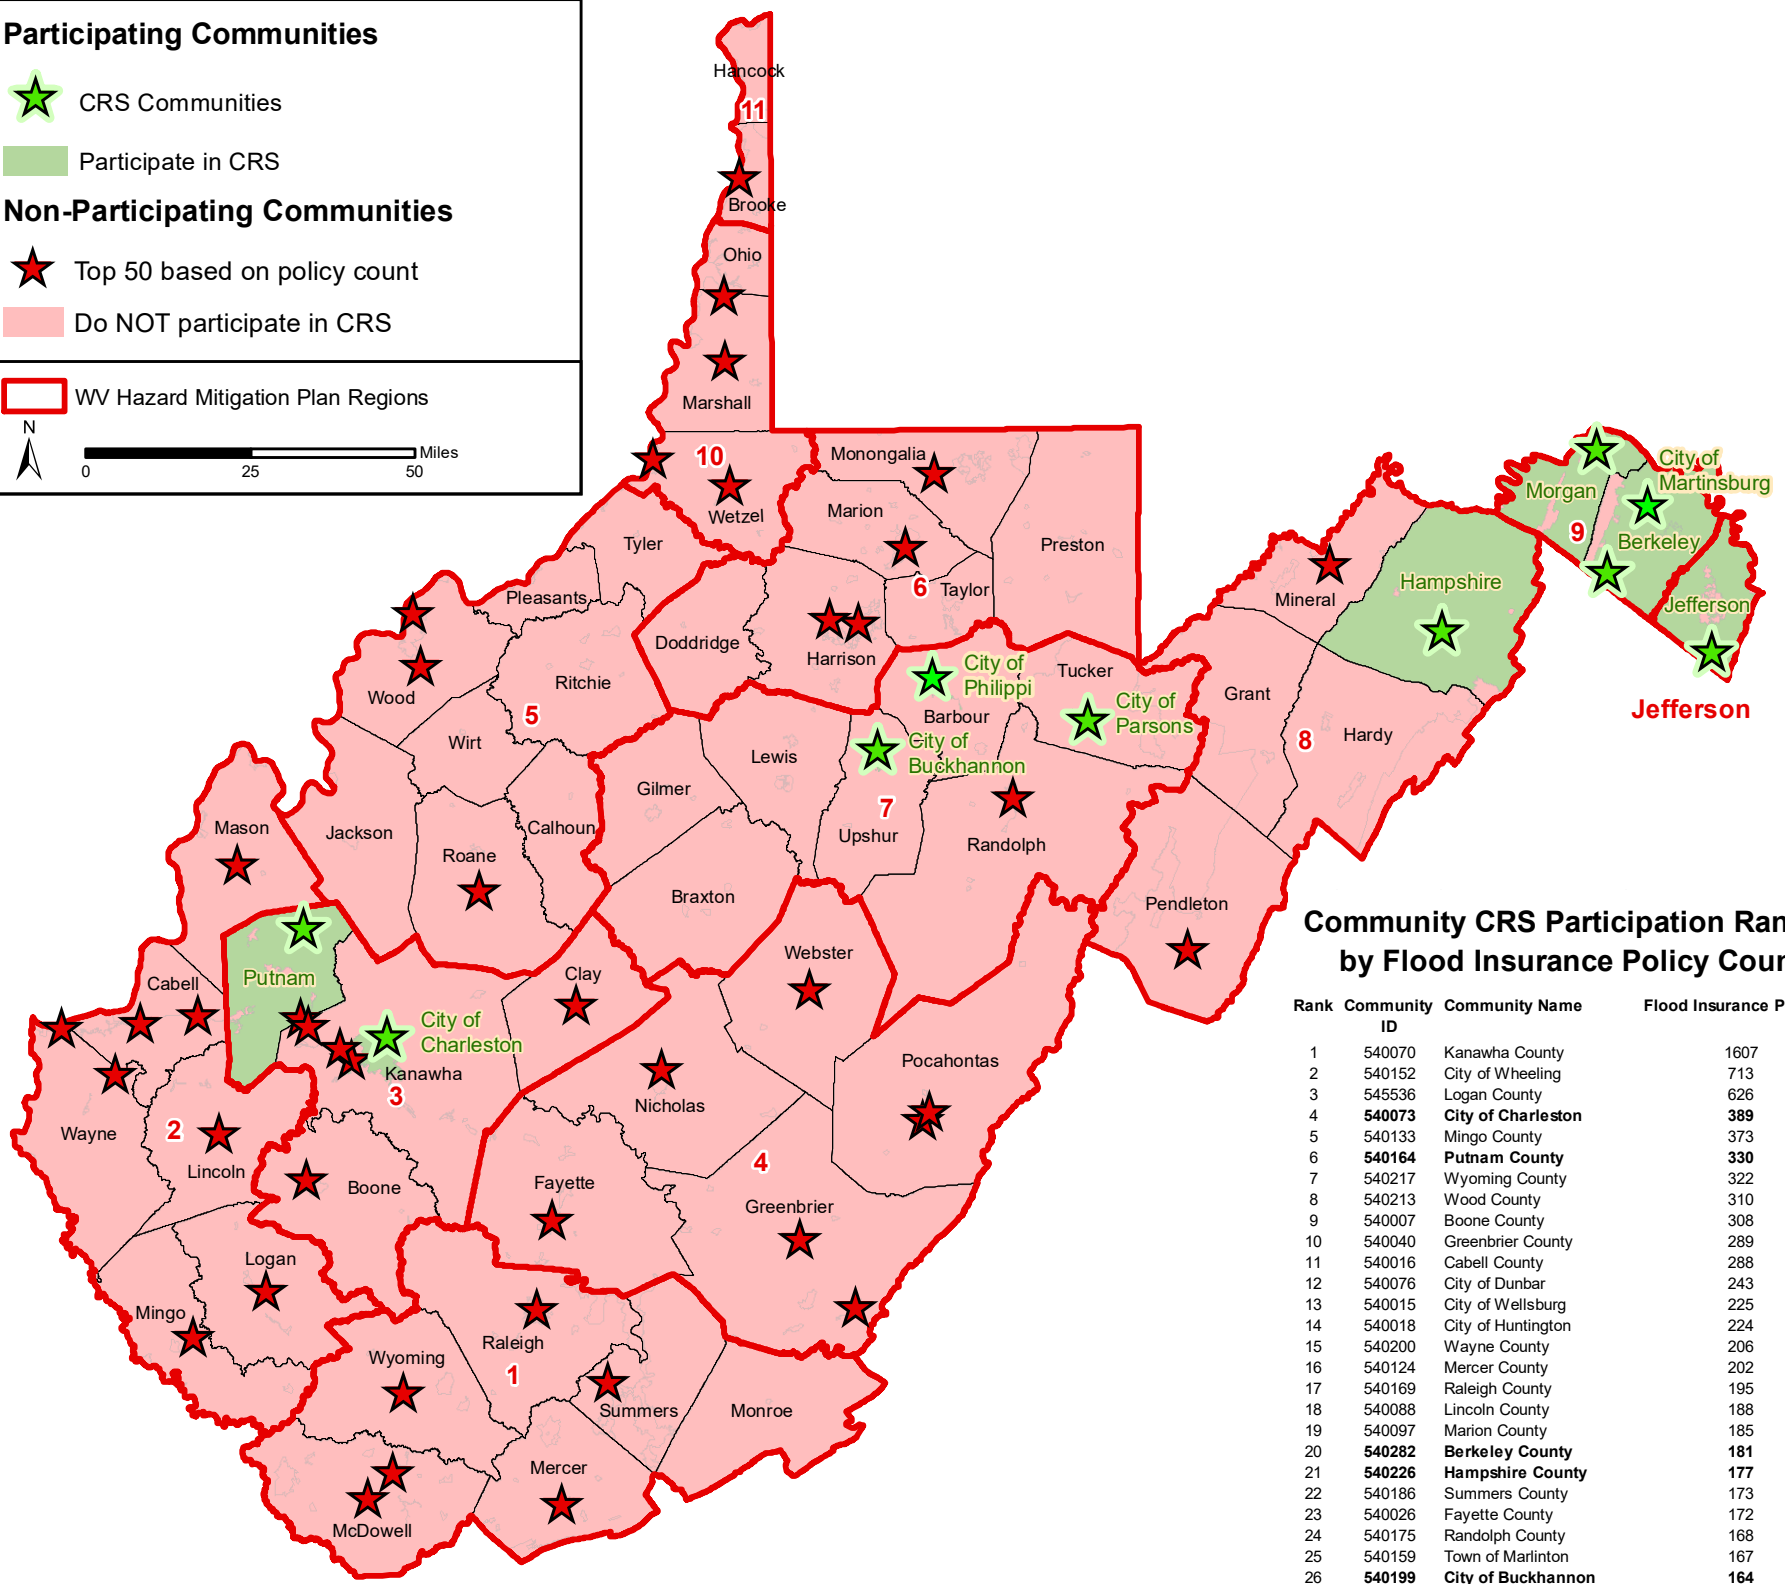 Participating Communities
CRS Communities
Participate in CRS
Non-Participating Communities
Top 50 based on policy count
Do NOT participate in CRS
WV Hazard Mitigation Plan Regions
N
Miles
0 25 50
Hancock
11
Brooke
Ohio
Marshall
10
Wetzel
Monongalia
Marion
Preston
Tyler
Pleasants
6
Taylor
Doddridge
Harrison
Ritchie
Wood
5
Wirt
City of
Philippi
Barbour
Tucker
City of
Parsons
City of
Buckhannon
Lewis
Gilmer
7
Upshur
Randolph
Calhoun
Jackson
Roane
Mason
Braxton
Mineral
Hampshire
Grant
8
Hardy
Pendleton
Morgan
9
City of
Martinsburg
Berkeley
Jefferson
Jefferson
Webster
Clay
Cabell
Putnam
City of
Charleston
Kanawha
3
Pocahontas
Nicholas
Wayne
2
Lincoln
Boone
Fayette
4
Greenbrier
Logan
Mingo
Raleigh
Wyoming
1
Summers
Monroe
Mercer
McDowell
Community CRS Participation Ran
by Flood Insurance Policy Coun
Rank Community Community Name Flood Insurance P
ID
1 540070 Kanawha County 1607
2 540152 City of Wheeling 713
3 545536 Logan County 626
4 540073 City of Charleston 389
5 540133 Mingo County 373
6 540164 Putnam County 330
7 540217 Wyoming County 322
8 540213 Wood County 310
9 540007 Boone County 308
10 540040 Greenbrier County 289
11 540016 Cabell County 288
12 540076 City of Dunbar 243
13 540015 City of Wellsburg 225
14 540018 City of Huntington 224
15 540200 Wayne County 206
16 540124 Mercer County 202
17 540169 Raleigh County 195
18 540088 Lincoln County 188
19 540097 Marion County 185
20 540282 Berkeley County 181
21 540226 Hampshire County 177
22 540186 Summers County 173
23 540026 Fayette County 172
24 540175 Randolph County 168
25 540159 Town of Marlinton 167
26 540199 City of Buckhannon 164